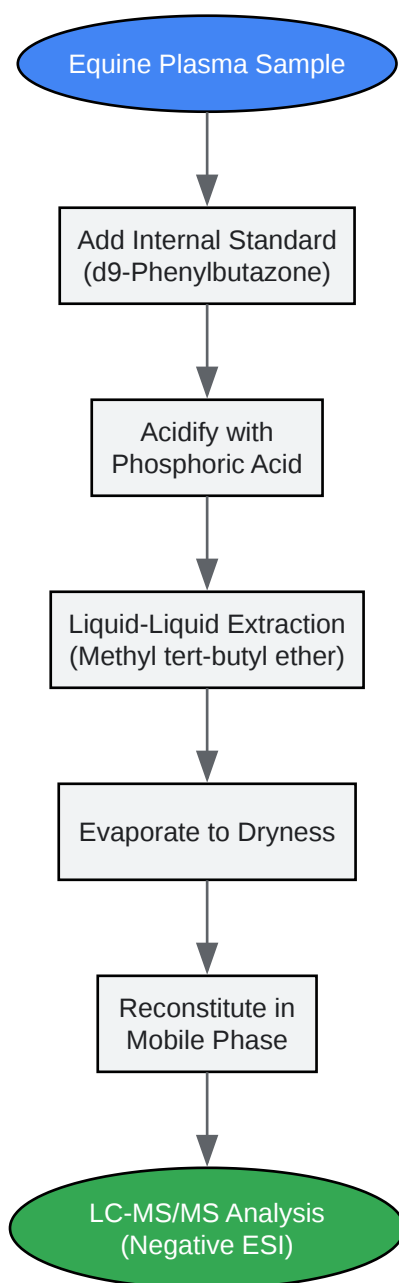 Equine Plasma Sample
Add Internal Standard
(d9-Phenylbutazone)
Acidify with
Phosphoric Acid
Liquid-Liquid Extraction
(Methyl tert-butyl ether)
Evaporate to Dryness
Reconstitute in
Mobile Phase
LC-MS/MS Analysis
(Negative ESI)